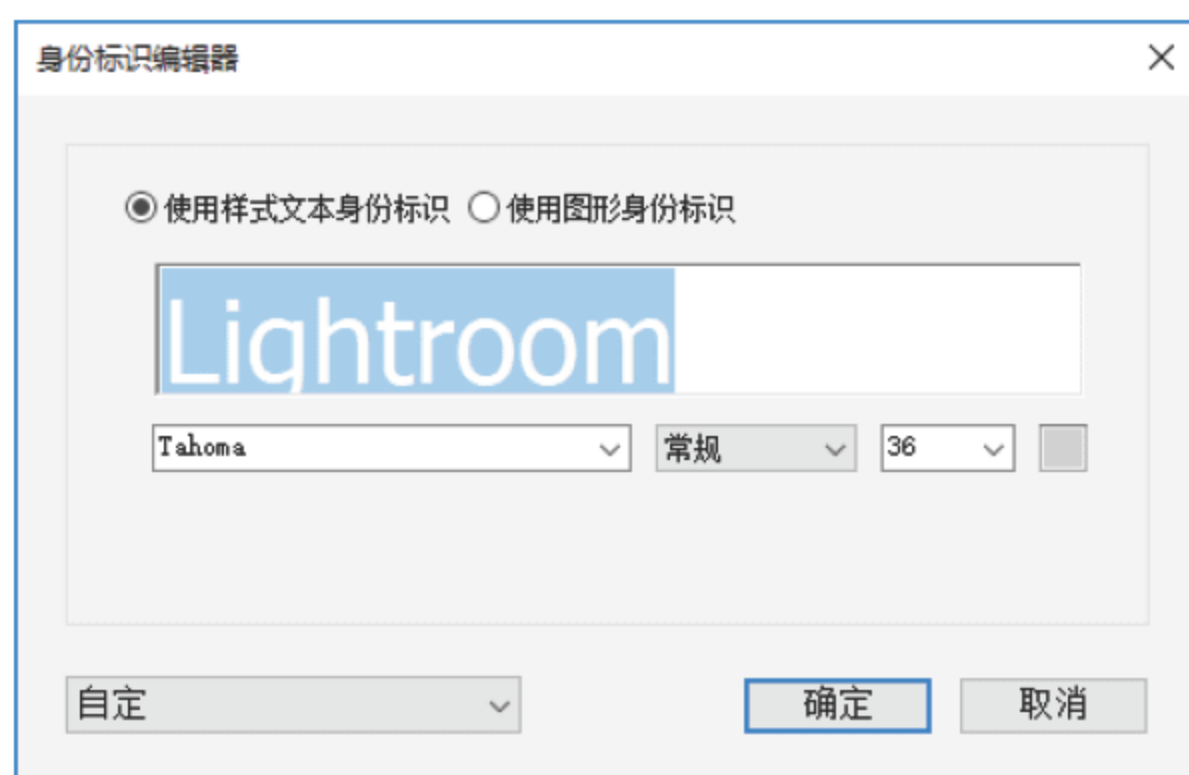 身份标识编辑器
使用样式文本身份标识 使用图形身份标识
Lightroom
Tahoma 常规 36
自定 确定 取消